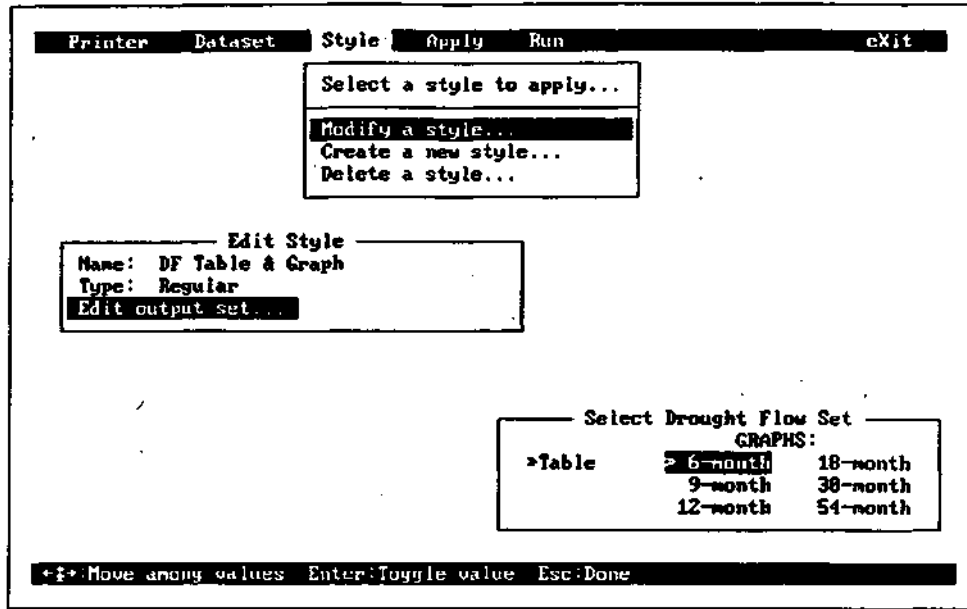 Printer Dataset Style Apply Run eXit
Select a style to apply...
Modify a style...
Create a new style...
Delete a style...
Edit Style
Name: DF Table & Graph
Type: Regular
Edit output set...
Select Drought Flow Set
GRAPHS:
»Table » 6-month 18-month
9-month 30-month
12-month 54-month
Move among values Enter:Toggle value Esc:Done